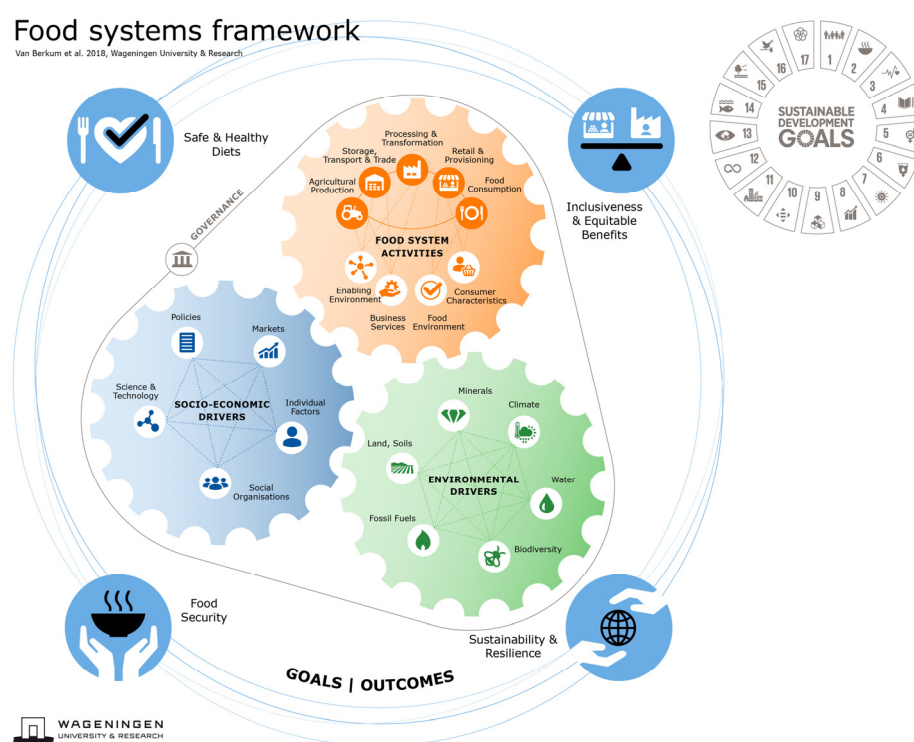 Food systems framework
Van Berkum et al. 2018, Wageningen University & Research
Safe & Healthy
Diets
Inclusiveness
& Equitable
Benefits
GOVERNANCE
Processing &
Transformation
Storage,
Transport & Trade
Retail &
Provisioning
Agricultural
Production
Food
Consumption
FOOD SYSTEM
ACTIVITIES
Enabling
Environment
Business
Services
Food
Environment
Consumer
Characteristics
Policies
Markets
Science &
Technology
SOCIO-ECONOMIC
DRIVERS
Individual
Factors
Social
Organisations
Minerals
Climate
Land, Soils
ENVIRONMENTAL
DRIVERS
Water
Fossil Fuels
Biodiversity
Food
Security
Sustainability &
Resilience
GOALS | OUTCOMES
SUSTAINABLE
DEVELOPMENT
GOALS
1
2
3
4
5
6
7
8
9
10
11
12
13
14
15
16
17
WAGENINGEN
UNIVERSITY & RESEARCH